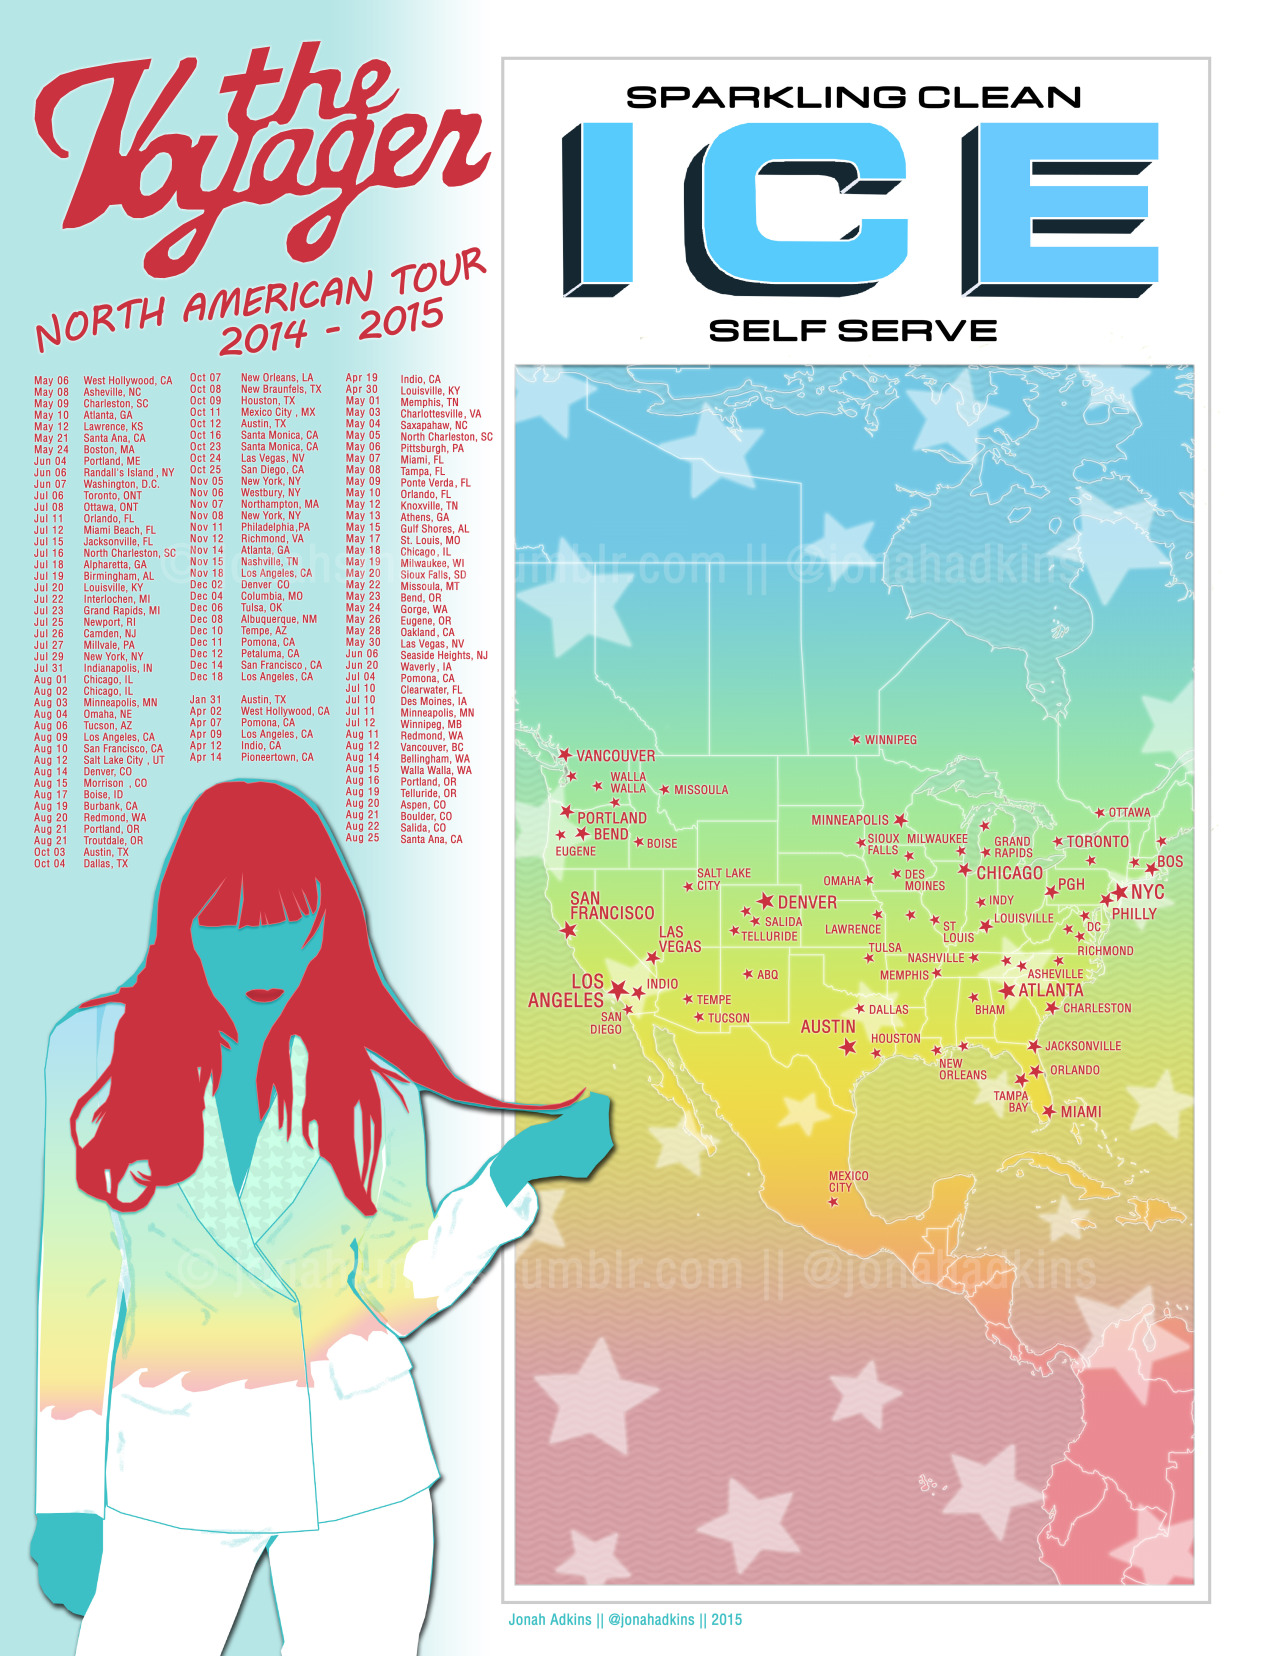 the
Voyager
NORTH AMERICAN TOUR
2014 - 2015
May 06 West Hollywood, CA
May 08 Asheville, NC
May 09 Charleston, SC
May 10 Atlanta, GA
May 12 Lawrence, KS
May 21 Santa Ana, CA
May 24 Boston, MA
Jun 04 Portland, ME
Jun 06 Randall's Island, NY
Jun 07 Washington, D.C.
Jul 06 Toronto, ONT
Jul 08 Ottawa, ONT
Jul 11 Orlando, FL
Jul 12 Miami Beach, FL
Jul 15 Jacksonville, FL
Jul 16 North Charleston, SC
Jul 18 Alpharetta, GA
Jul 19 Birmingham, AL
Jul 20 Louisville, KY
Jul 22 Interlochen, MI
Jul 23 Grand Rapids, MI
Jul 25 Newport, RI
Jul 26 Camden, NJ
Jul 27 Millvale, PA
Jul 29 New York, NY
Jul 31 Indianapolis, IN
Aug 01 Chicago, IL
Aug 02 Chicago, IL
Aug 03 Minneapolis, MN
Aug 04 Omaha, NE
Aug 06 Tucson, AZ
Aug 09 Los Angeles, CA
Aug 10 San Francisco, CA
Aug 12 Salt Lake City , UT
Aug 14 Denver, CO
Aug 15 Morrison , CO
Aug 17 Boise, ID
Aug 19 Burbank, CA
Aug 20 Redmond, WA
Aug 21 Portland, OR
Aug 21 Troutdale, OR
Oct 03 Austin, TX
Oct 04 Dallas, TX
Oct 07 New Orleans, LA
Oct 08 New Braunfels, TX
Oct 09 Houston, TX
Oct 11 Mexico City , MX
Oct 12 Austin, TX
Oct 16 Santa Monica, CA
Oct 23 Santa Monica, CA
Oct 24 Las Vegas, NV
Oct 25 San Diego, CA
Nov 05 New York, NY
Nov 06 Westbury, NY
Nov 07 Northampton, MA
Nov 08 New York, NY
Nov 11 Philadelphia,PA
Nov 12 Richmond, VA
Nov 14 Atlanta, GA
Nov 15 Nashville, TN
Nov 18 Los Angeles, CA
Dec 02 Denver CO
Dec 04 Columbia, MO
Dec 06 Tulsa, OK
Dec 08 Albuquerque, NM
Dec 10 Tempe, AZ
Dec 11 Pomona, CA
Dec 12 Petaluma, CA
Dec 14 San Francisco, CA
Dec 18 Los Angeles, CA
Jan 31 Austin, TX
Apr 02 West Hollywood, CA
Apr 07 Pomona, CA
Apr 09 Los Angeles, CA
Apr 12 Indio, CA
Apr 14 Pioneertown, CA
Apr 19 Indio, CA
Apr 30 Louisville, KY
May 01 Memphis, TN
May 03 Charlottesville, VA
May 04 Saxapahaw, NC
May 05 North Charleston, SC
May 06 Pittsburgh, PA
May 07 Miami, FL
May 08 Tampa, FL
May 09 Ponte Verda, FL
May 10 Orlando, FL
May 12 Knoxville, TN
May 13 Athens, GA
May 15 Gulf Shores, AL
May 17 St. Louis, MO
May 18 Chicago, IL
May 19 Milwaukee, WI
May 20 Sioux Falls, SD
May 22 Missoula, MT
May 23 Bend, OR
May 24 Gorge, WA
May 26 Eugene, OR
May 28 Oakland, CA
May 30 Las Vegas, NV
Jun 06 Seaside Heights, NJ
Jun 20 Waverly, IA
Jul 04 Pomona, CA
Jul 10 Clearwater, FL
Jul 10 Des Moines, IA
Jul 11 Minneapolis, MN
Jul 12 Winnipeg, MB
Aug 11 Redmond, WA
Aug 12 Vancouver, BC
Aug 14 Bellingham, WA
Aug 15 Walla Walla, WA
Aug 16 Portland, OR
Aug 19 Telluride, OR
Aug 20 Aspen, CO
Aug 21 Boulder, CO
Aug 22 Salida, CO
Aug 25 Santa Ana, CA
SPARKLING CLEAN
ICE
SELF SERVE
WINNIPEG
VANCOUVER
WALLA
WALLA
MISSOULA
PORTLAND
BEND
EUGENE
BOISE
MINNEAPOLIS
SIOUX
FALLS
MILWAUKEE
GRAND
RAPIDS
OTTAWA
TORONTO
BOS
SALT LAKE
CITY
OMAHA
DES
MOINES
CHICAGO
PGH
NYC
PHILLY
SAN
FRANCISCO
DENVER
SALIDA
TELLURIDE
LAWRENCE
ST
LOUIS
INDY
LOUISVILLE
DC
RICHMOND
LAS
VEGAS
TULSA
NASHVILLE
MEMPHIS
ASHEVILLE
ABQ
LOS
ANGELES
INDIO
TEMPE
TUCSON
SAN
DIEGO
ATLANTA
BHAM
CHARLESTON
DALLAS
AUSTIN
HOUSTON
NEW
ORLEANS
JACKSONVILLE
ORLANDO
TAMPA
BAY
MIAMI
MEXICO
CITY
umblr.com || @jonahadkins
umblr.com || @jonahadkins
Jonah Adkins || @jonahadkins || 2015